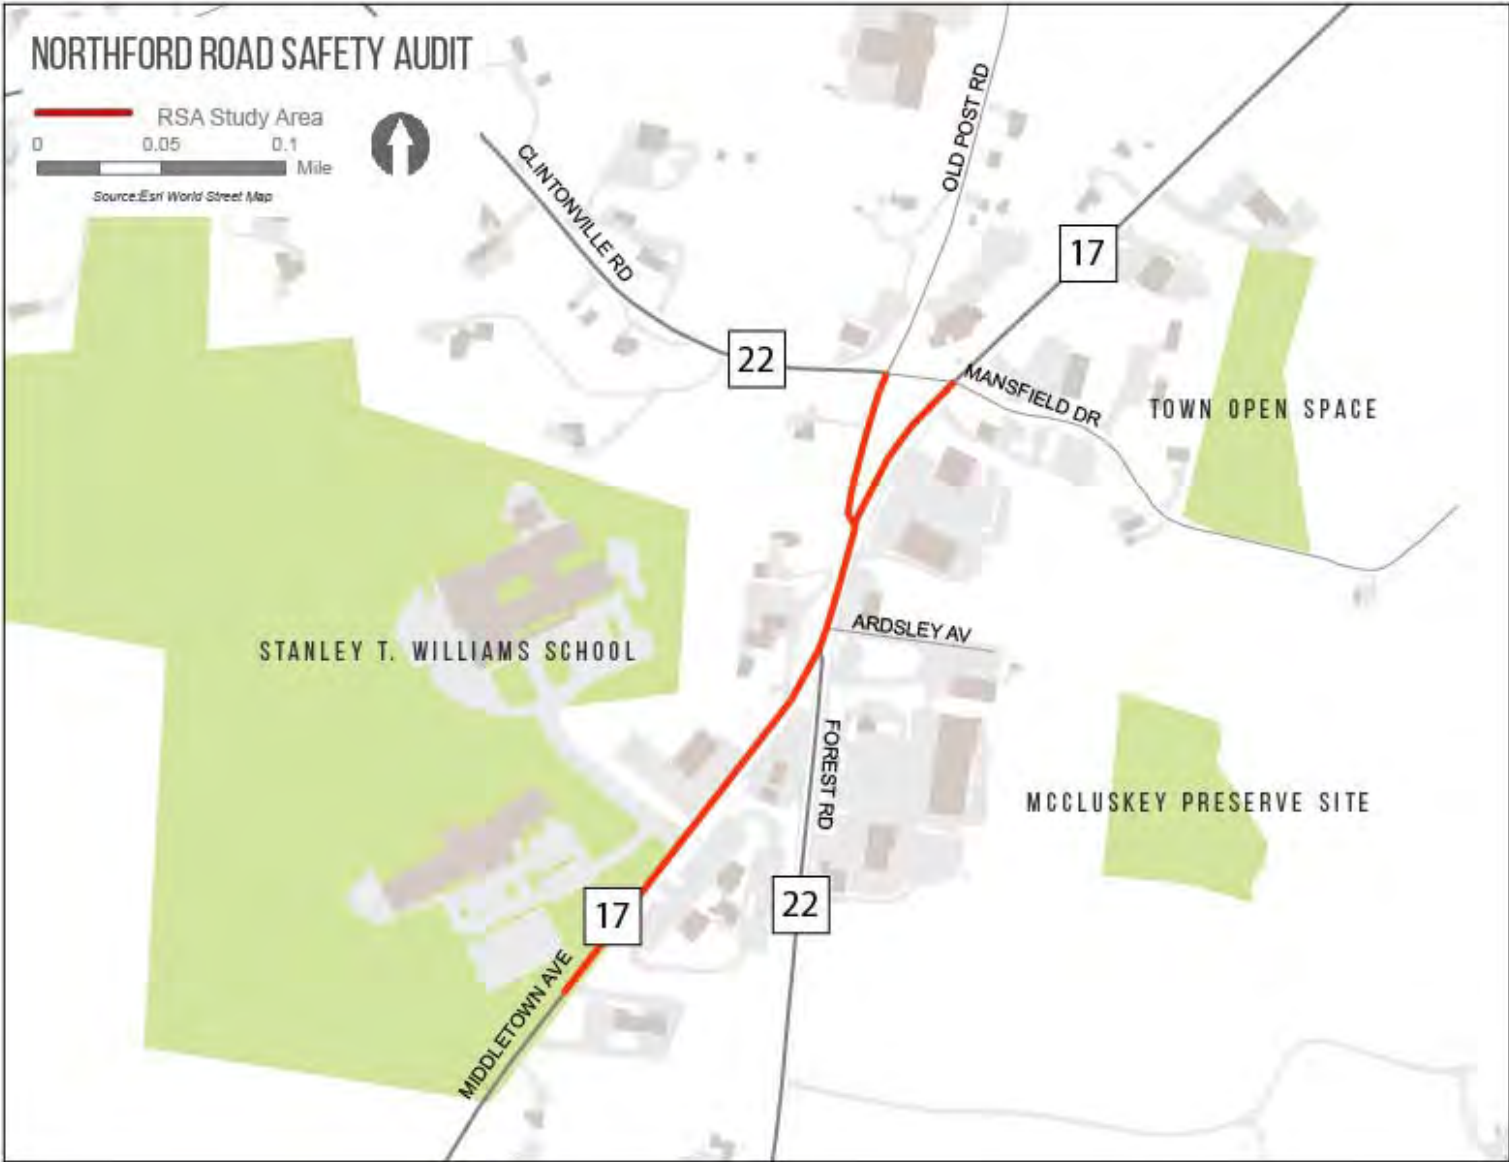 NORTHFORD ROAD SAFETY AUDIT
RSA Study Area
0 0.05 0.1
Mile
Source:Esri World Street Map
OLD POST RD
CLINTONVILLE RD
17
22
MANSFIELD DR
TOWN OPEN SPACE
ARDSLEY AV
STANLEY T. WILLIAMS SCHOOL
FOREST RD
MCCLUSKEY PRESERVE SITE
17
22
MIDDLETOWN AVE